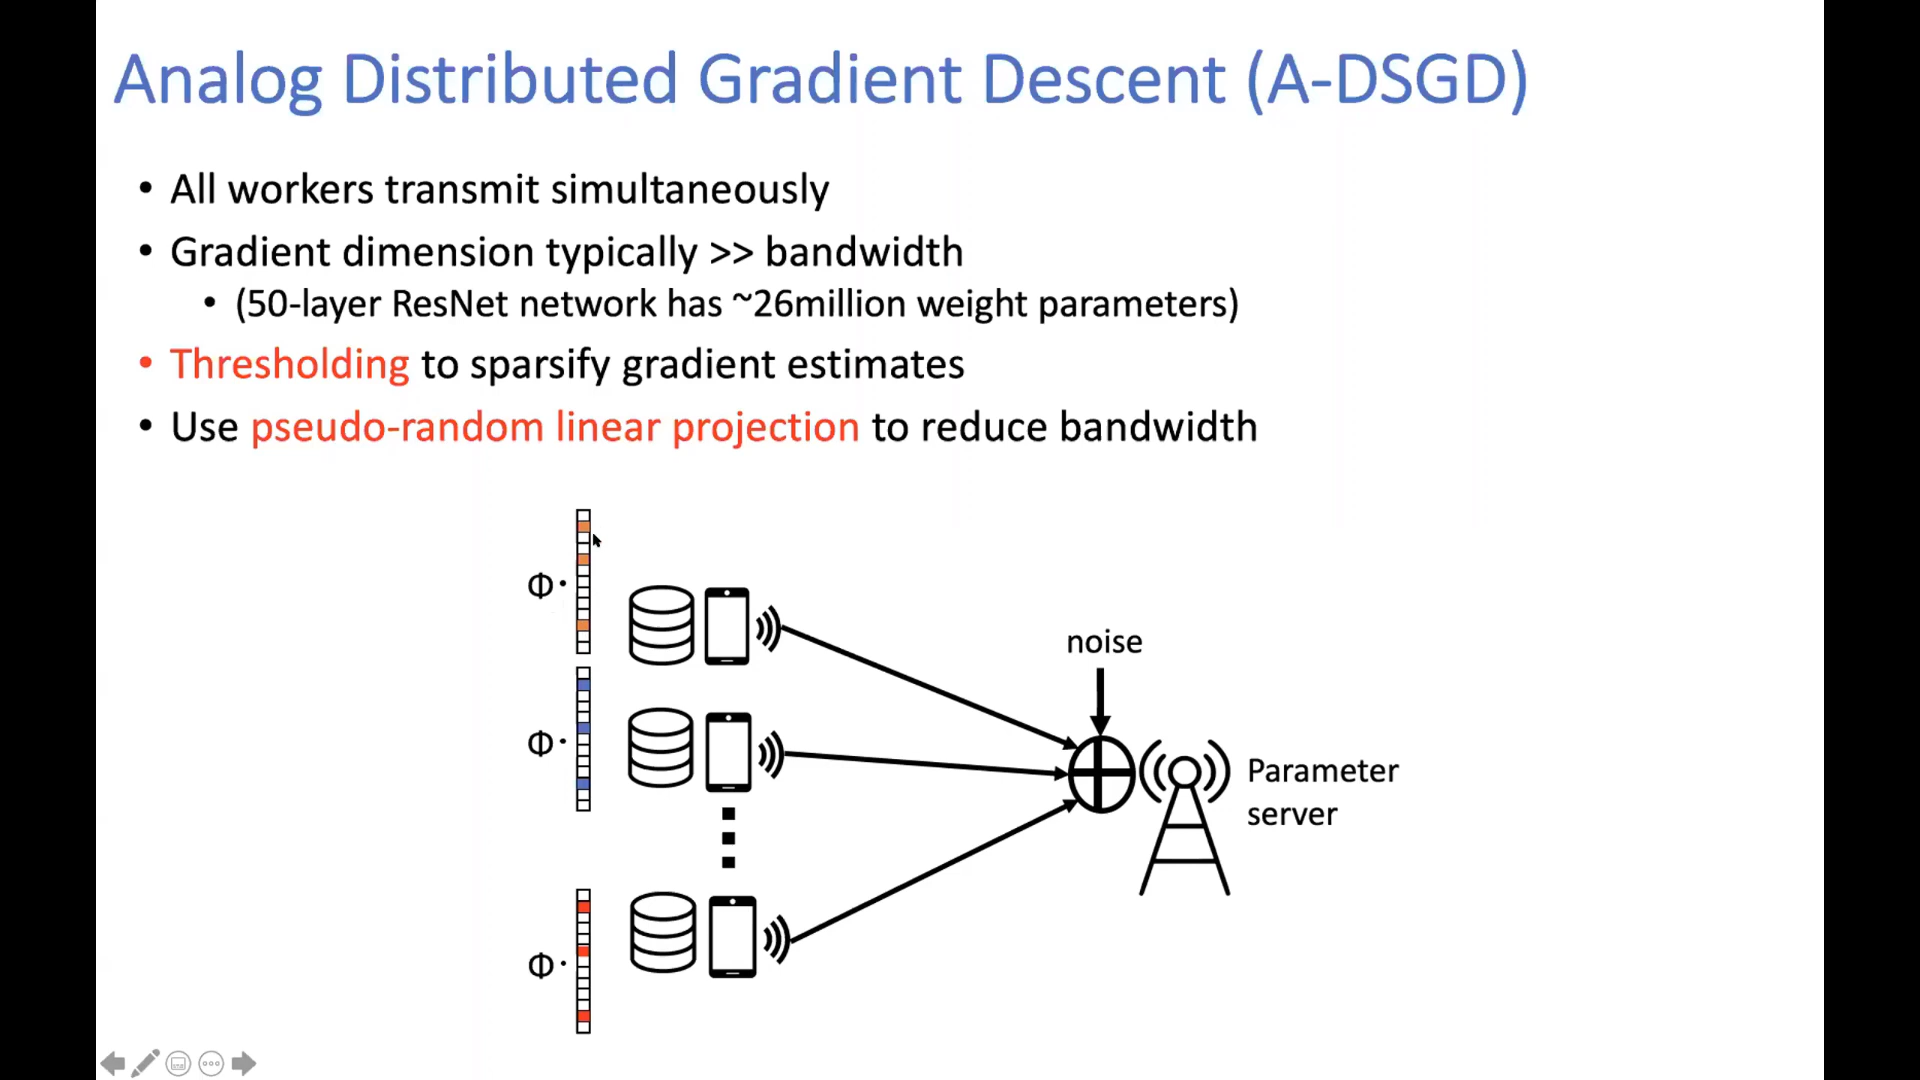 Analog Distributed Gradient Descent (A-DSGD)
• All workers transmit simultaneously
• Gradient dimension typically >> bandwidth
• (50-layer ResNet network has ~26million weight parameters)
• Thresholding to sparsify gradient estimates
• Use pseudo-random linear projection to reduce bandwidth
Φ·
noise
Φ·
Parameter
server
Φ·